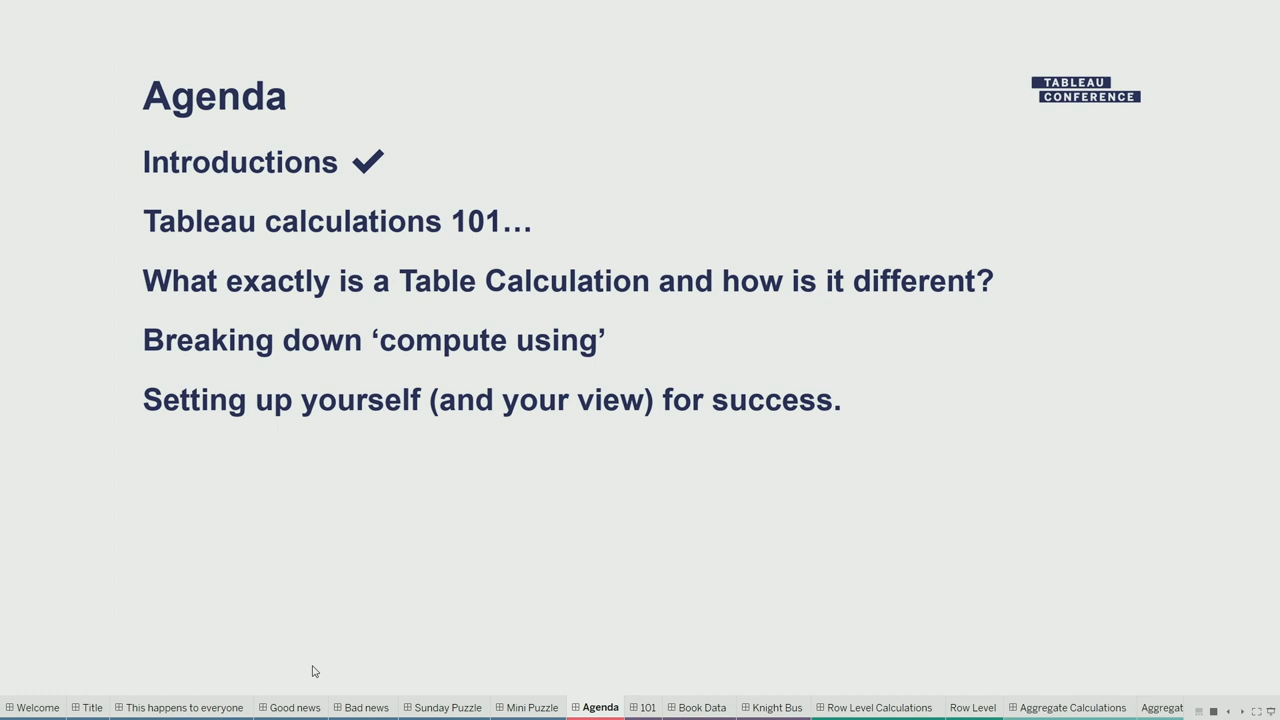 Agenda
TABLEAU
CONFERENCE
Introductions
Tableau calculations 101…
What exactly is a Table Calculation and how is it different?
Breaking down ‘compute using’
Setting up yourself (and your view) for success.
Welcome Title This happens to everyone Good news Bad news Sunday Puzzle Mini Puzzle Agenda 101 Book Data Knight Bus Row Level Calculations Row Level Aggregate Calculations Aggregat